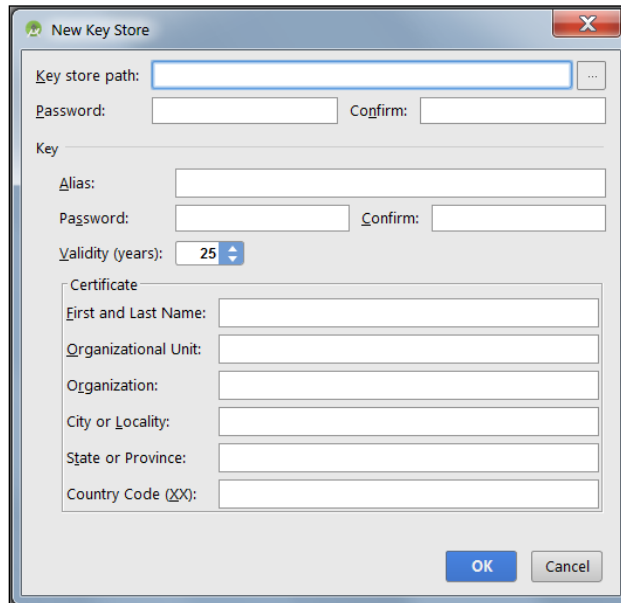 New Key Store
Key store path: ...
Password: Confirm:
Key
Alias:
Password: Confirm:
Validity (years): 25
Certificate
First and Last Name:
Organizational Unit:
Organization:
City or Locality:
State or Province:
Country Code (XX):
OK Cancel